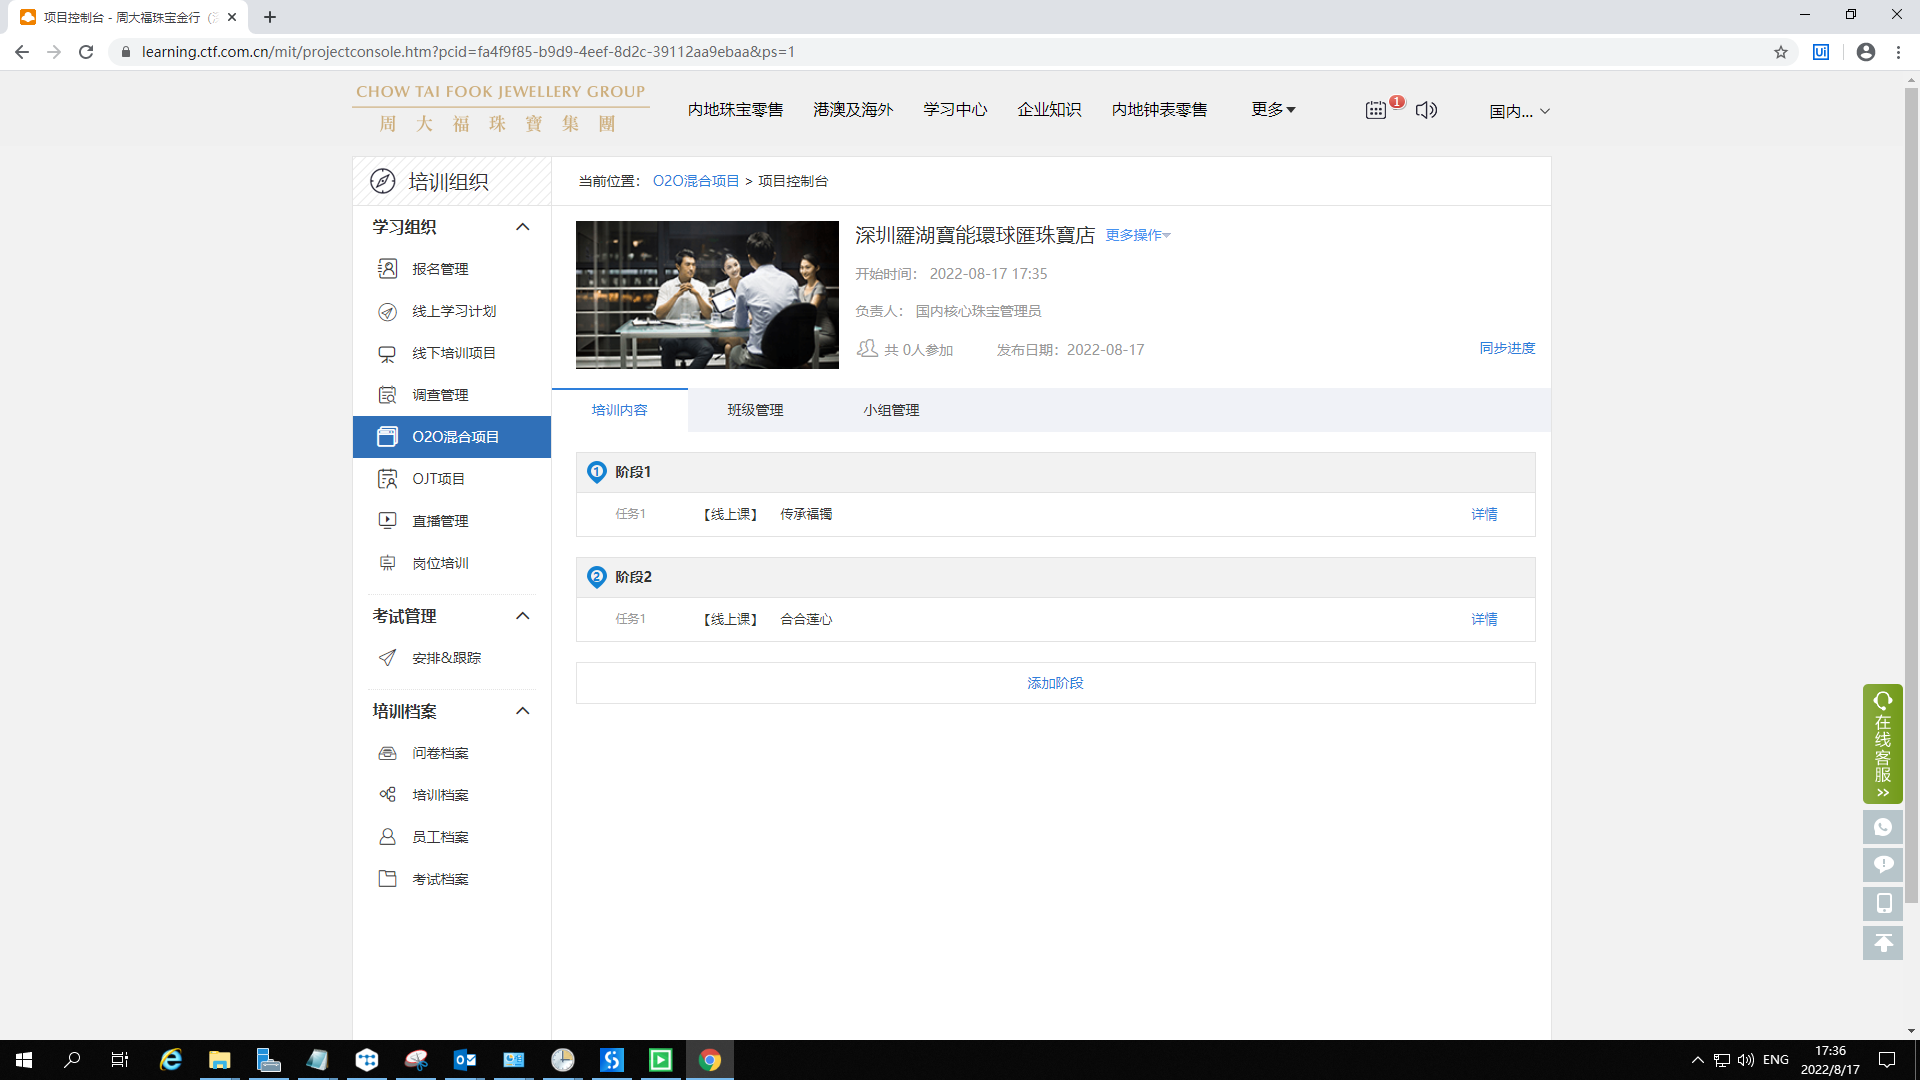 项目控制台 - 周大福珠宝金行
learning.ctf.com.cn/mit/projectconsole.htm?pcid=fa4f9f85-b9d9-4eef-8d2c-39112aa9ebaa&ps=1
CHOW TAI FOOK JEWELLERY GROUP
周大福珠寶集團
内地珠宝零售 港澳及海外 学习中心 企业知识 内地钟表零售 更多 1 国内...
培训组织
当前位置： O2O混合项目 > 项目控制台
学习组织
报名管理
线上学习计划
线下培训项目
调查管理
O2O混合项目
OJT项目
直播管理
岗位培训
考试管理
安排&跟踪
培训档案
问卷档案
培训档案
员工档案
考试档案
深圳羅湖寶能環球匯珠寶店 更多操作
开始时间： 2022-08-17 17:35
负责人： 国内核心珠宝管理员
共 0人参加 发布日期：2022-08-17
同步进度
培训内容 班级管理 小组管理
1 阶段1
任务1 【线上课】 传承福镯 详情
2 阶段2
任务1 【线上课】 合合莲心 详情
添加阶段
在线客服
ENG
17:36
2022/8/17